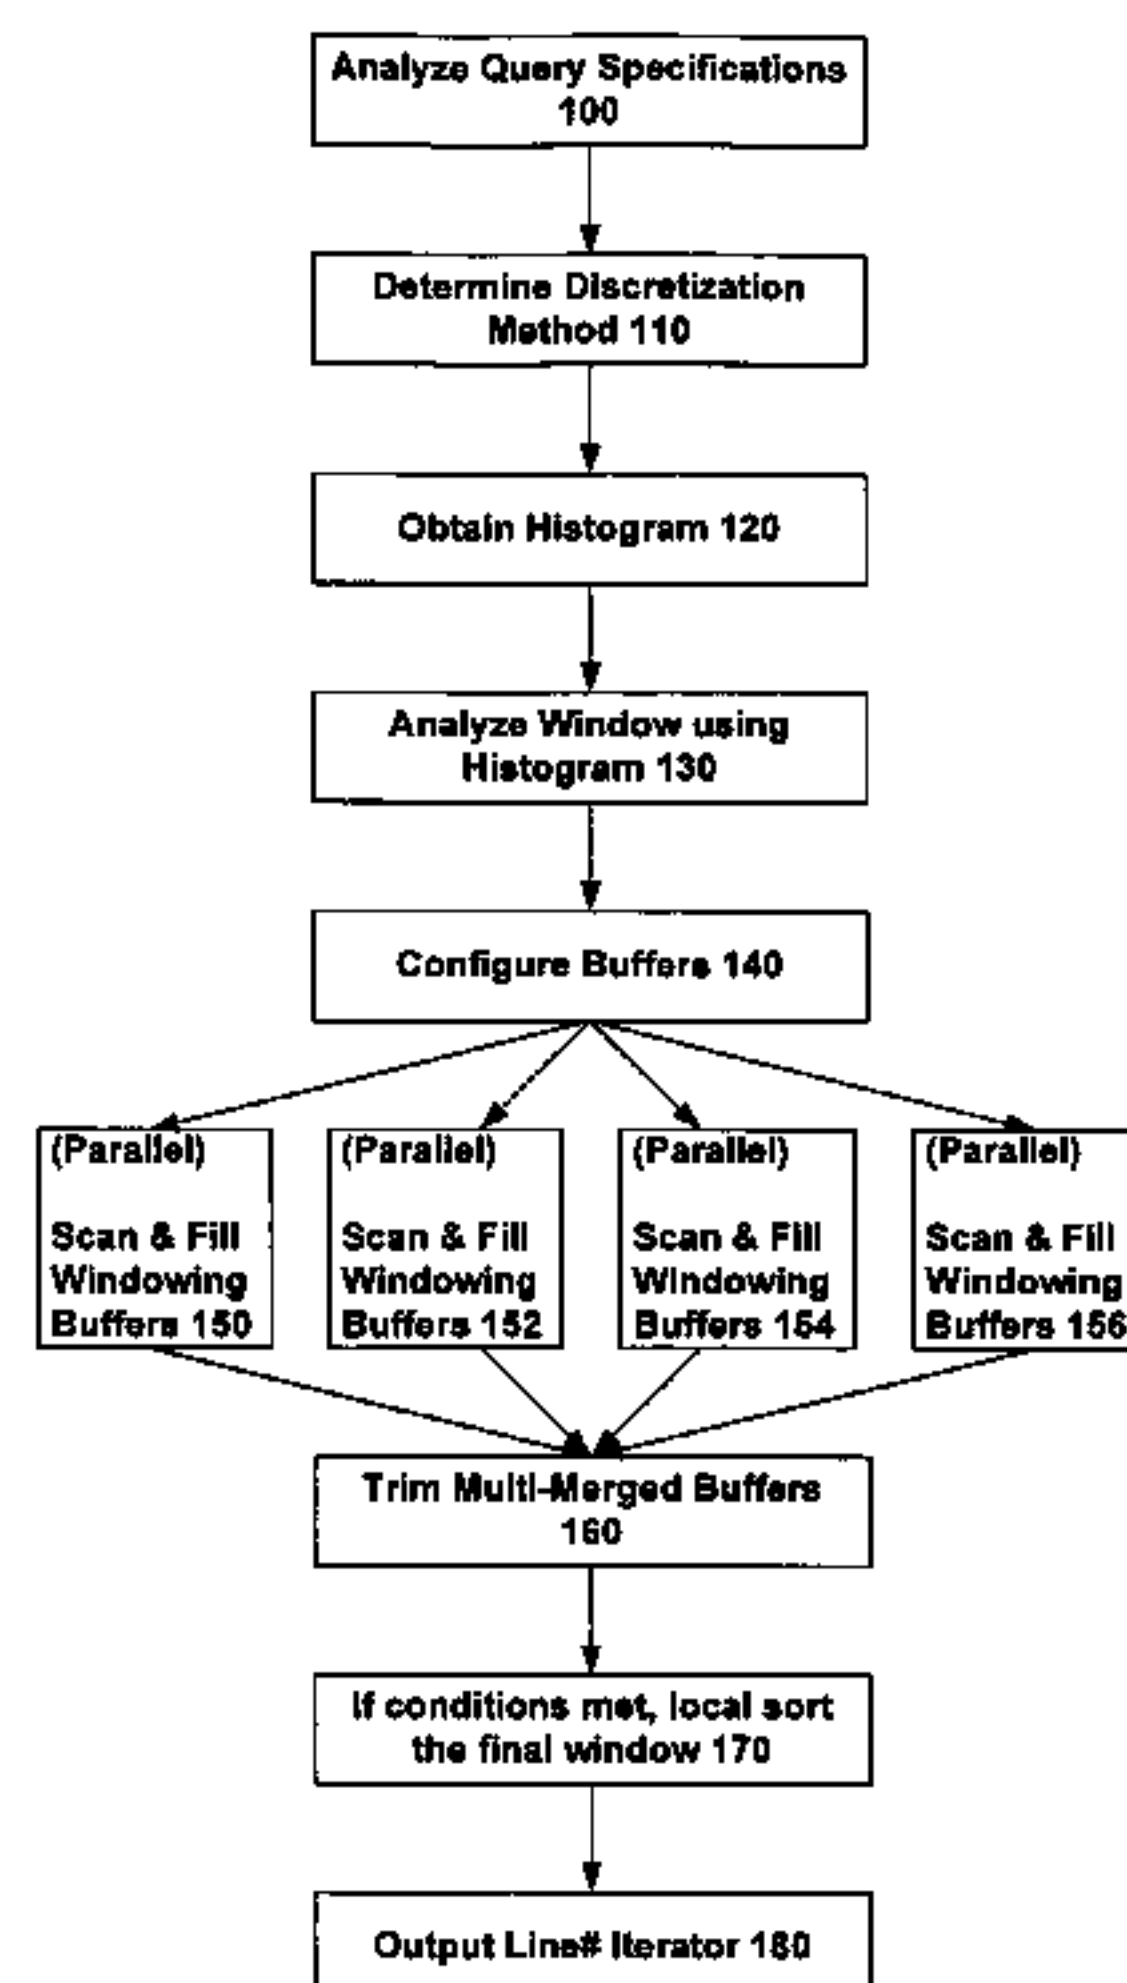 Analyze Query Specifications
100
Determine Discretization
Method 110
Obtain Histogram 120
Analyze Window using
Histogram 130
Configure Buffers 140
(Parallel)
Scan & Fill
Windowing
Buffers 150
(Parallel)
Scan & Fill
Windowing
Buffers 152
(Parallel)
Scan & Fill
Windowing
Buffers 154
(Parallel)
Scan & Fill
Windowing
Buffers 156
Trim Multi-Merged Buffers
160
If conditions met, local sort
the final window 170
Output Line# Iterator 180